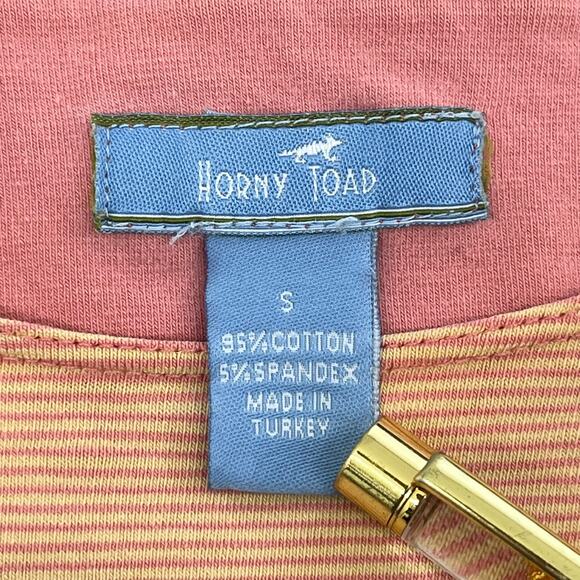 HORNY TOAD
S
95% COTTON
5% SPANDEX
MADE IN
TURKEY